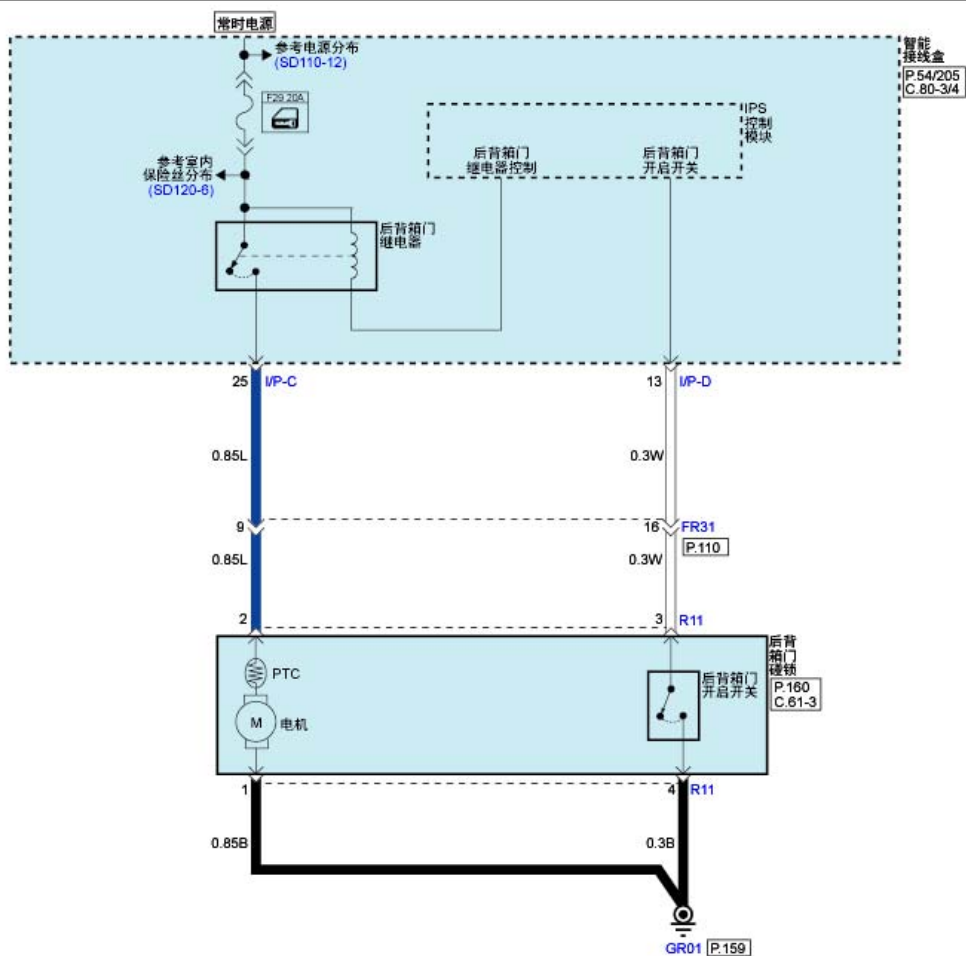 常时电源
参考电源分布
(SD110-12)
智能
接线盒
P.54/205
C.80-3/4
F29 20A
IPS
控制
模块
后背箱门
继电器控制
后背箱门
开启开关
参考室内
保险丝分布
(SD120-6)
后背箱门
继电器
25 I/P-C
13 I/P-D
0.85L
0.3W
9
16 FR31
P.110
0.85L
0.3W
2
3 R11
后背
箱门
碰锁
P.160
C.61-3
PTC
后背箱门
开启开关
M 电机
1
4 R11
0.85B
0.3B
GR01 P.159